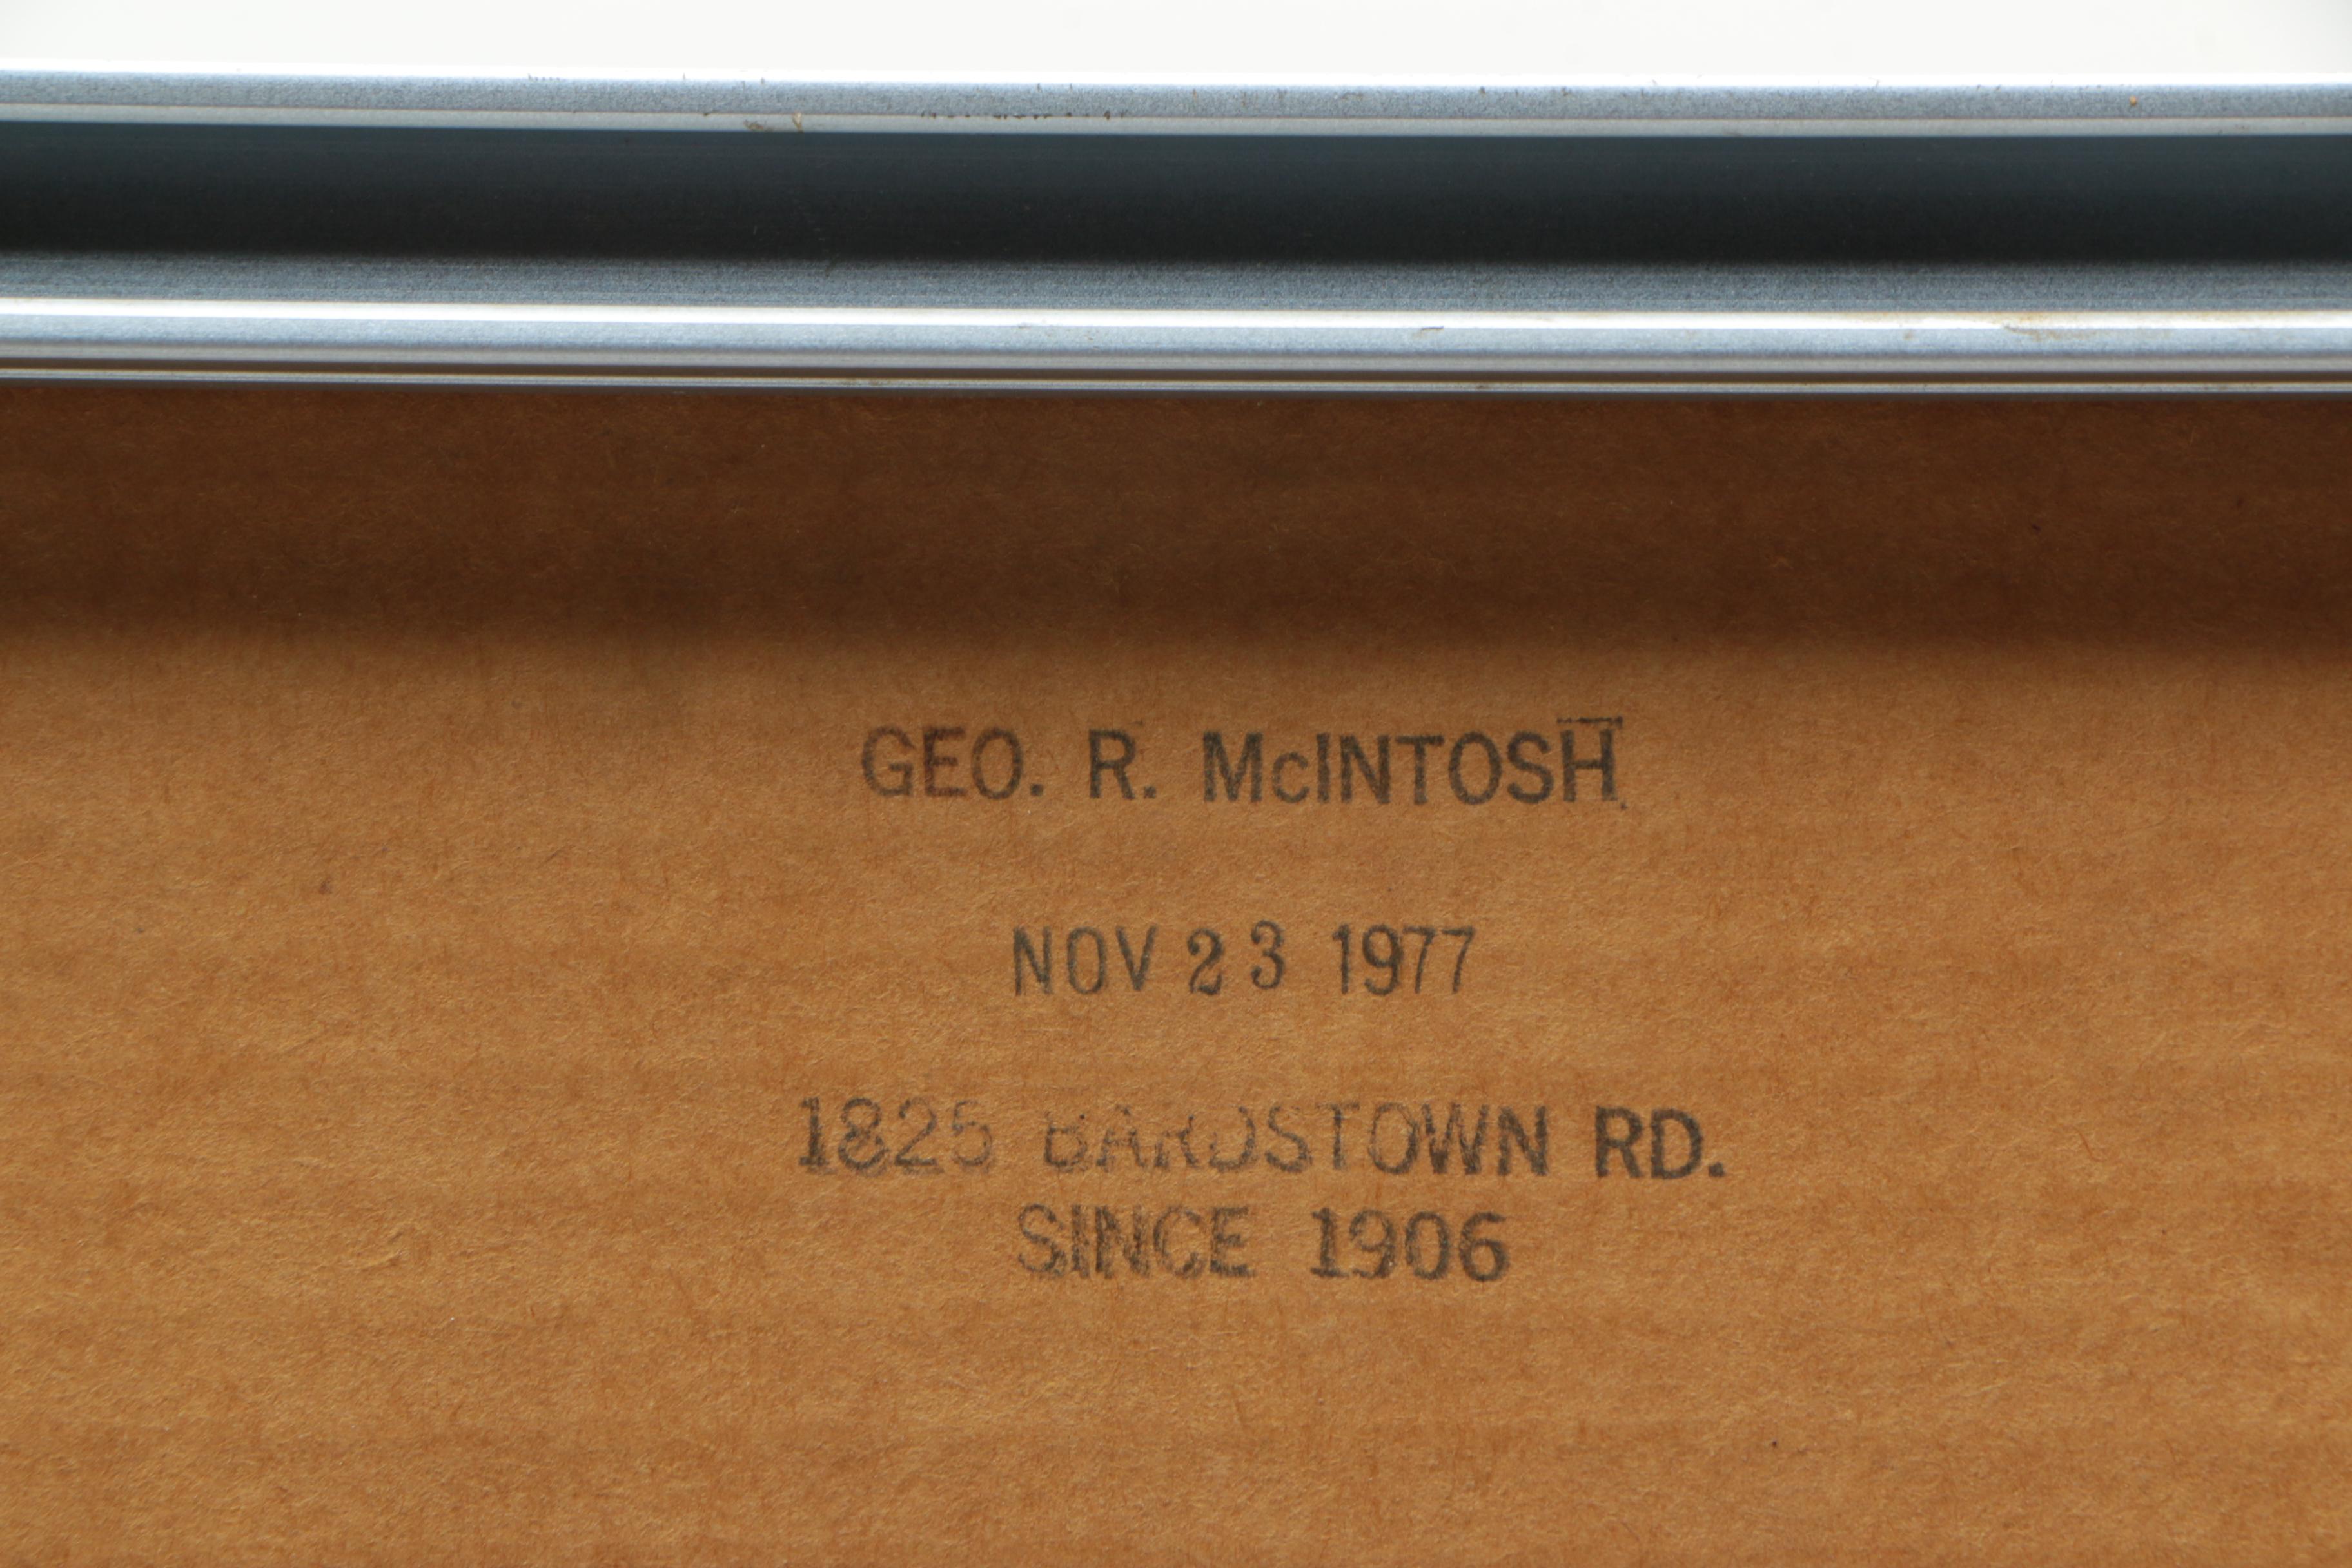 GEO. R. McINTOSH
NOV 23 1977
1825 BARDSTOWN RD.
SINCE 1906